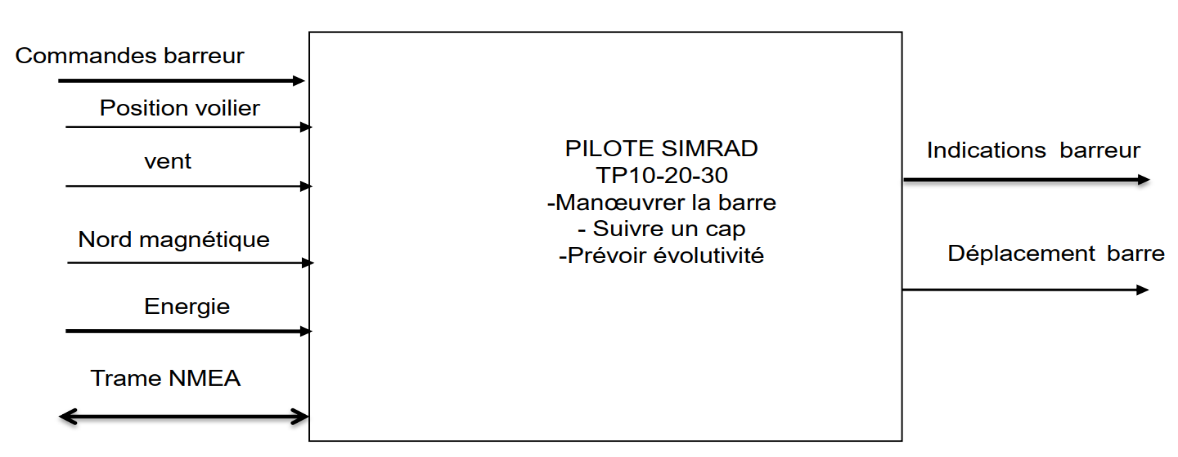 Commandes barreur
Position voilier
vent
Nord magnétique
Energie
Trame NMEA
PILOTE SIMRAD
TP10-20-30
-Manœuvrer la barre
- Suivre un cap
-Prévoir évolutivité
Indications barreur
Déplacement barre